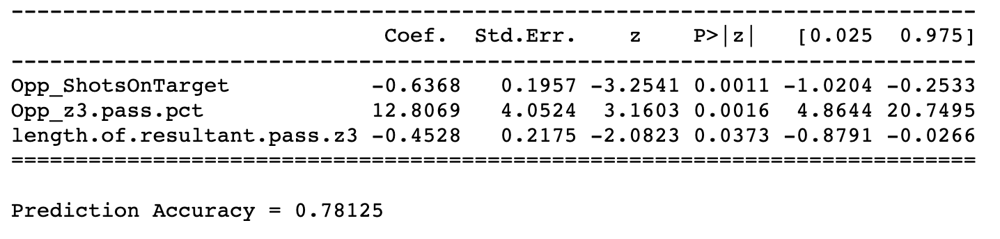 ---------------------------------------------------------------------------
Coef. Std.Err. z P>|z| [0.025 0.975]
---------------------------------------------------------------------------
Opp_ShotsOnTarget -0.6368 0.1957 -3.2541 0.0011 -1.0204 -0.2533
Opp_z3.pass.pct 12.8069 4.0524 3.1603 0.0016 4.8644 20.7495
length.of.resultant.pass.z3 -0.4528 0.2175 -2.0823 0.0373 -0.8791 -0.0266
===========================================================================
Prediction Accuracy = 0.78125